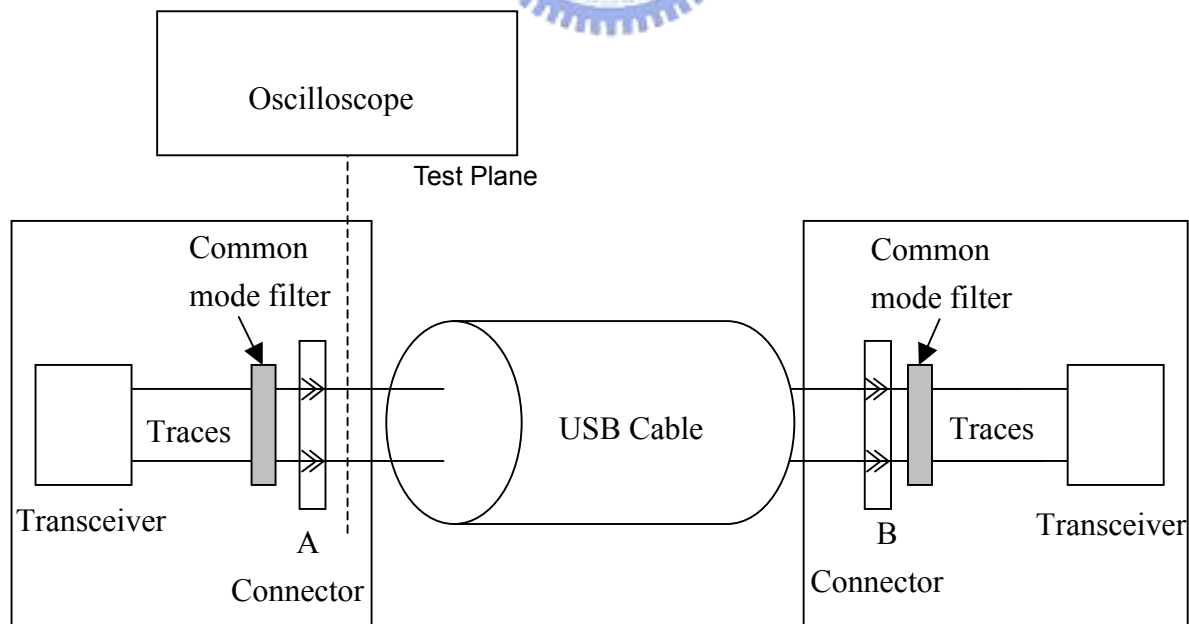 Oscilloscope
Test Plane
Common
mode filter
Traces
Transceiver
A
Connector
USB Cable
Common
mode filter
Traces
Transceiver
B
Connector